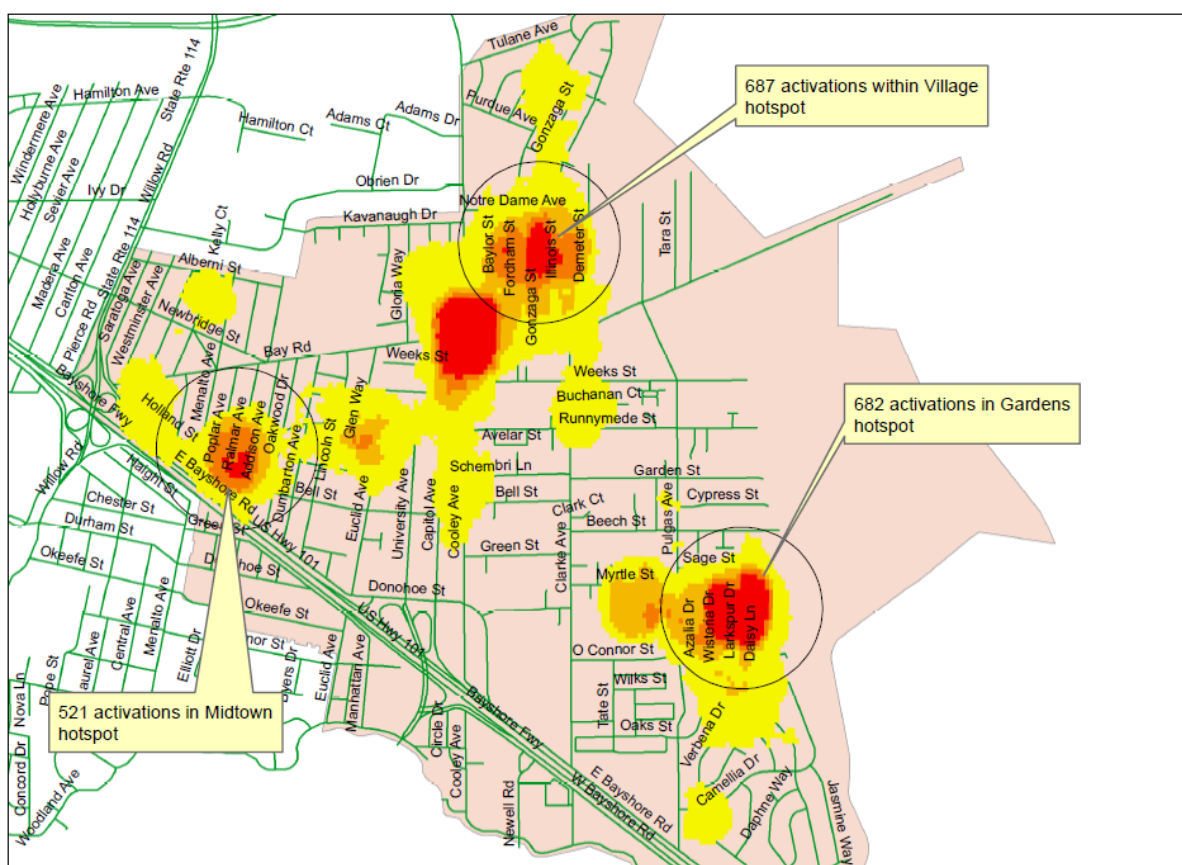 Tulane Ave
State Rte 114
687 activations within Village
hotspot
Hamilton Ave
Purdue Ave
Gonzaga St
Adams Ct
Adams Dr
Hamilton Ct
Windermere Ave
Hollyburne Ave
Sevier Ave
Willow Rd
Ivy Dr
Obrien Dr
Notre Dame Ave
Kavanaugh Dr
Kelly Ct
Baylor St
Fordham St
Illinois St
Demeter St
Tara St
State Rte 114
Madera Ave
Carlton Ave
Alberni St
Gloria Way
Gonzaga St
Pierce Rd
Saratoga Ave
Westminster Ave
Newbridge St
Bay Rd
Weeks St
Weeks St
Bayshore Fwy
Menalto Ave
Buchanan Ct
682 activations in Gardens
hotspot
Holland St
Poplar Ave
Ralmar Ave
Addison Ave
Oakwood Dr
Glen Way
Runnymede St
Avelar St
Willow Rd
Haight St
E Bayshore Rd
Dumbarton Ave
Lincoln St
Schembri Ln
Garden St
Chester St
Bell St
Bell St
Cypress St
Clark Ct
Durham St
Green St
US Hwy 101
Euclid Ave
University Ave
Capitol Ave
Cooley Ave
Beech St
Pulgas Ave
Okeefe St
Donohoe St
Green St
Clarke Ave
Sage St
Myrtle St
Donohoe St
Okeefe St
US Hwy 101
Azalia Dr
Wistoria Dr
Larkspur Dr
Daisy Ln
Central Ave
Menalto Ave
Elliott Dr
O Connor St
Nova Ln
Euclid Ave
Manhattan Ave
Wilks St
521 activations in Midtown
hotspot
Bayshore Fwy
Tate St
Oaks St
Verbena Dr
Concord Dr
Circle Dr
Cooley Ave
Woodland Ave
Newell Rd
E Bayshore Rd
W Bayshore Rd
Camellia Dr
Daphne Way
Jasmine Way